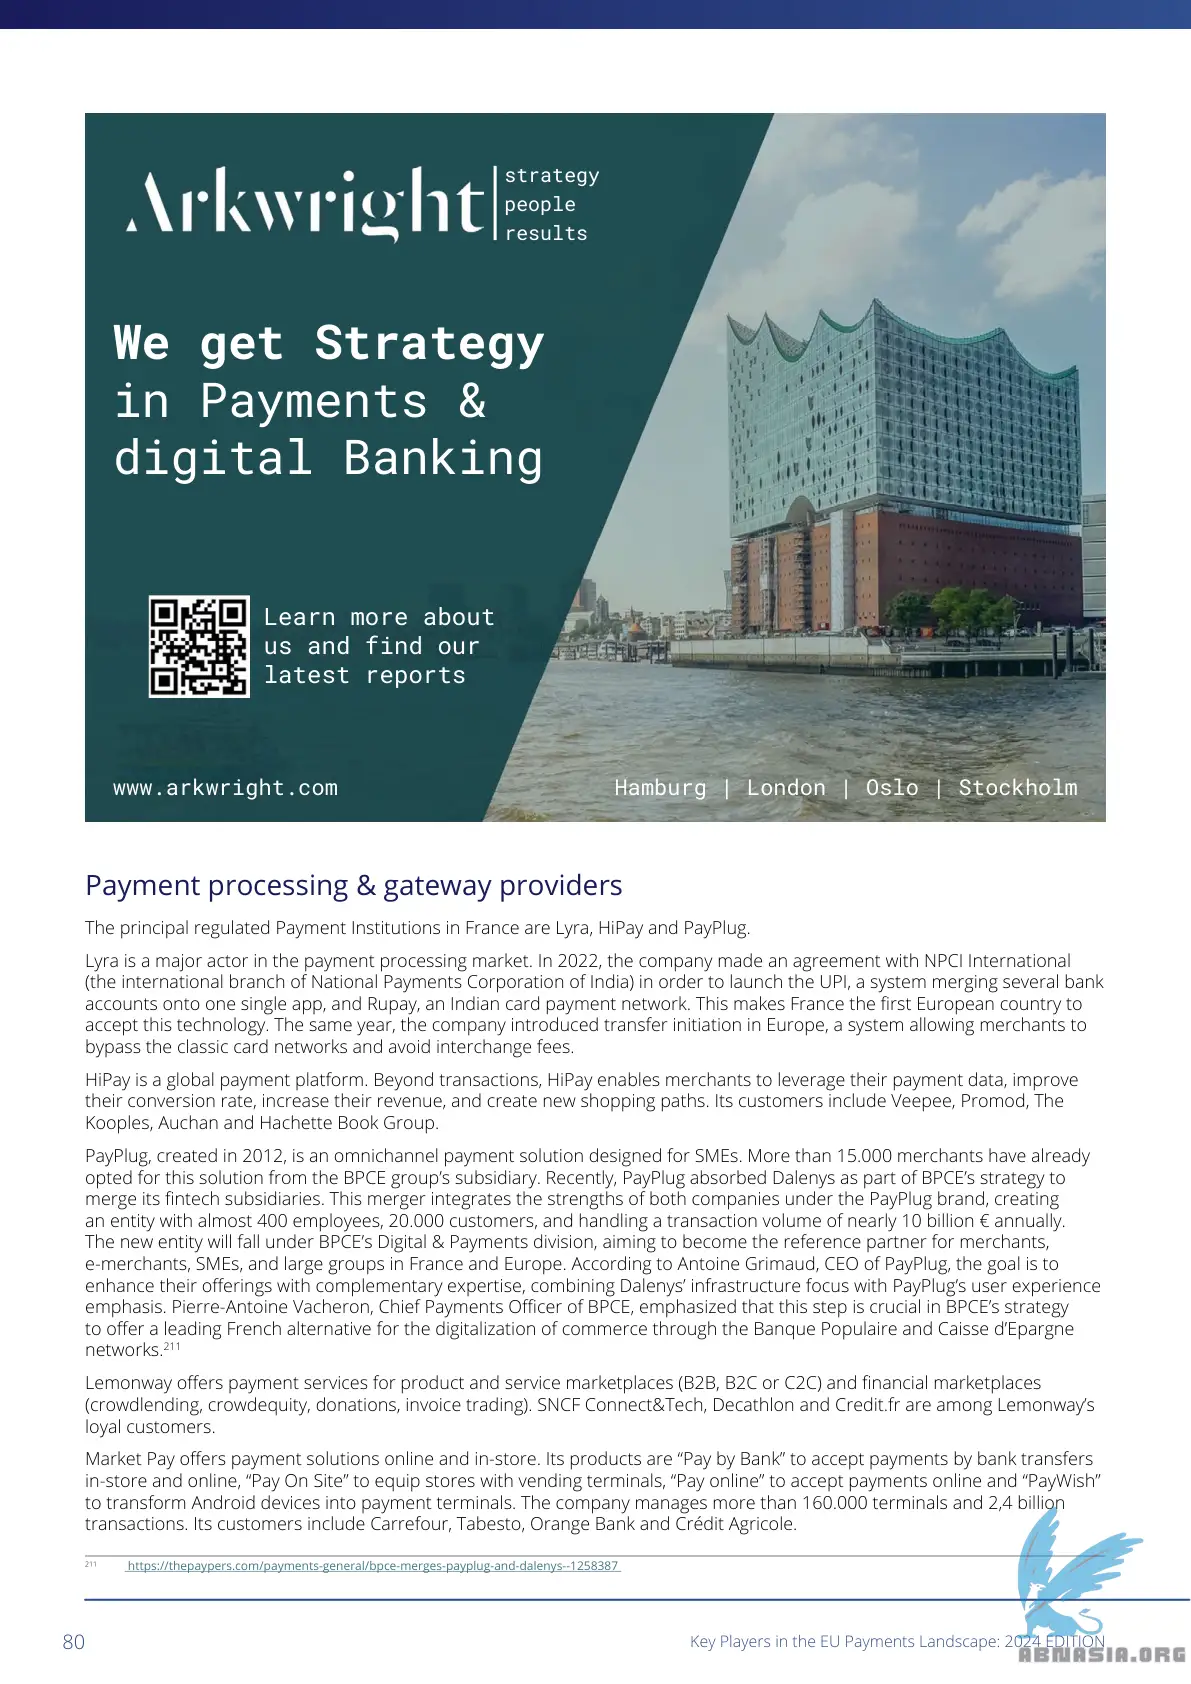 Arkwright
strategy
people
results
We get Strategy
in Payments &
digital Banking
Learn more about
us and find our
latest reports
www.arkwright.com
Hamburg | London | Oslo | Stockholm
Payment processing & gateway providers
The principal regulated Payment Institutions in France are Lyra, HiPay and PayPlug.
Lyra is a major actor in the payment processing market. In 2022, the company made an agreement with NPCI International
(the international branch of National Payments Corporation of India) in order to launch the UPI, a system merging several bank
accounts onto one single app, and Rupay, an Indian card payment network. This makes France the first European country to
accept this technology. The same year, the company introduced transfer initiation in Europe, a system allowing merchants to
bypass the classic card networks and avoid interchange fees.
HiPay is a global payment platform. Beyond transactions, HiPay enables merchants to leverage their payment data, improve
their conversion rate, increase their revenue, and create new shopping paths. Its customers include Veepee, Promod, The
Kooples, Auchan and Hachette Book Group.
PayPlug, created in 2012, is an omnichannel payment solution designed for SMEs. More than 15.000 merchants have already
opted for this solution from the BPCE group’s subsidiary. Recently, PayPlug absorbed Dalenys as part of BPCE’s strategy to
merge its fintech subsidiaries. This merger integrates the strengths of both companies under the PayPlug brand, creating
an entity with almost 400 employees, 20.000 customers, and handling a transaction volume of nearly 10 billion € annually.
The new entity will fall under BPCE’s Digital & Payments division, aiming to become the reference partner for merchants,
e-merchants, SMEs, and large groups in France and Europe. According to Antoine Grimaud, CEO of PayPlug, the goal is to
enhance their offerings with complementary expertise, combining Dalenys’ infrastructure focus with PayPlug’s user experience
emphasis. Pierre-Antoine Vacheron, Chief Payments Officer of BPCE, emphasized that this step is crucial in BPCE’s strategy
to offer a leading French alternative for the digitalization of commerce through the Banque Populaire and Caisse d’Epargne
networks.211
Lemonway offers payment services for product and service marketplaces (B2B, B2C or C2C) and financial marketplaces
(crowdlending, crowdequity, donations, invoice trading). SNCF Connect&Tech, Decathlon and Credit.fr are among Lemonway’s
loyal customers.
Market Pay offers payment solutions online and in-store. Its products are “Pay by Bank” to accept payments by bank transfers
in-store and online, “Pay On Site” to equip stores with vending terminals, “Pay online” to accept payments online and “PayWish”
to transform Android devices into payment terminals. The company manages more than 160.000 terminals and 2,4 billion
transactions. Its customers include Carrefour, Tabesto, Orange Bank and Crédit Agricole.
211 https://thepaypers.com/payments-general/bpce-merges-payplug-and-dalenys--1258387
80
Key Players in the EU Payments Landscape: 2024 EDITION
ABNASIA.ORG